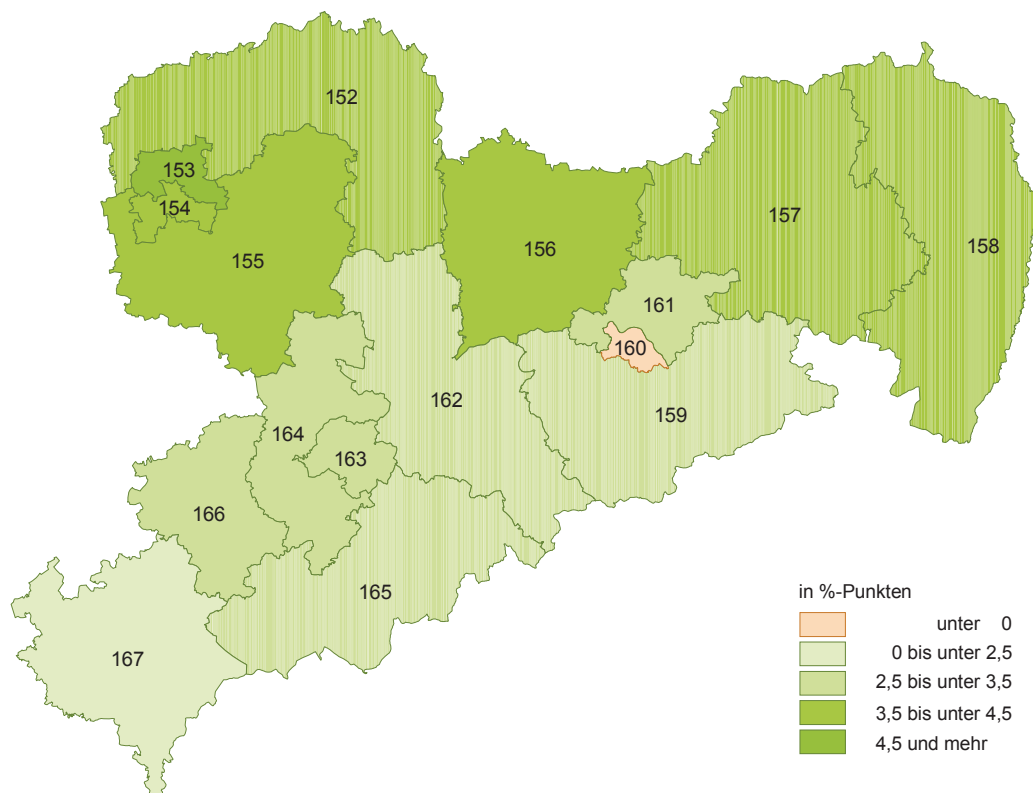 152
153
154
155
156
157
158
161
160
159
162
164
163
166
165
167
in %-Punkten
unter 0
0 bis unter 2,5
2,5 bis unter 3,5
3,5 bis unter 4,5
4,5 und mehr